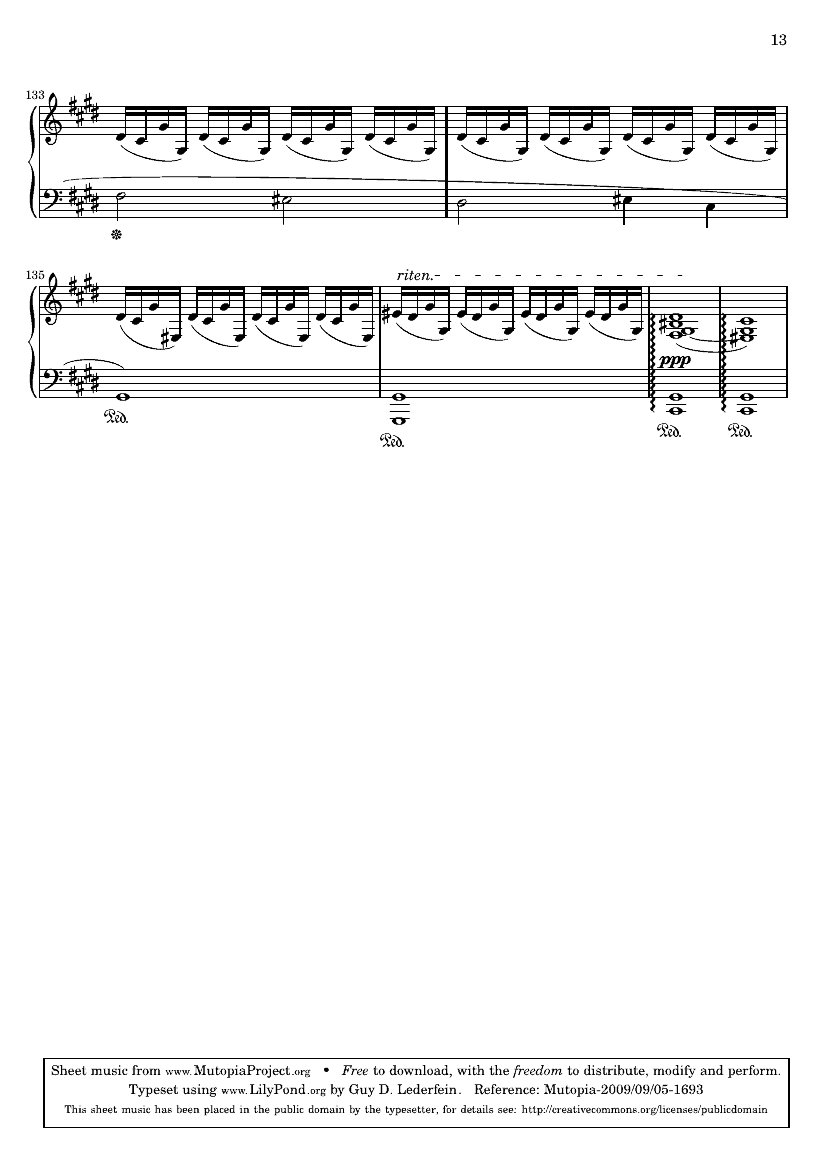 13
133
135
riten.
ppp
Ped.
Ped.
Ped.
Ped.
Sheet music from www.MutopiaProject.org • Free to download, with the freedom to distribute, modify and perform.
Typeset using www.LilyPond.org by Guy D. Lederfein. Reference: Mutopia-2009/09/05-1693
This sheet music has been placed in the public domain by the typesetter, for details see: http://creativecommons.org/licenses/publicdomain